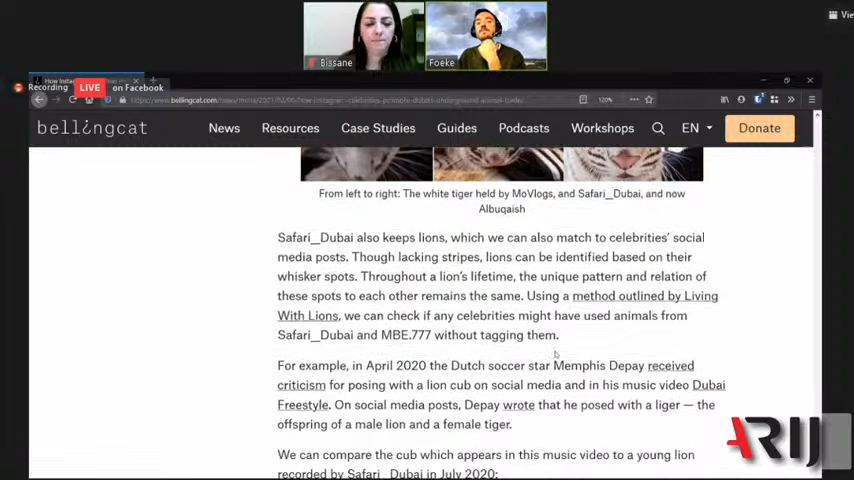 Vie
Bissane
Foeke
Recording
LIVE
on Facebook
120%
bellingcat
News
Resources
Case Studies
Guides
Podcasts
Workshops
EN
Donate
From left to right: The white tiger held by MoVlogs, and Safari_Dubai, and now
Albuqaish
Safari_Dubai also keeps lions, which we can also match to celebrities’ social
media posts. Though lacking stripes, lions can be identified based on their
whisker spots. Throughout a lion’s lifetime, the unique pattern and relation of
these spots to each other remains the same. Using a method outlined by Living
With Lions, we can check if any celebrities might have used animals from
Safari_Dubai and MBE.777 without tagging them.
For example, in April 2020 the Dutch soccer star Memphis Depay received
criticism for posing with a lion cub on social media and in his music video Dubai
Freestyle. On social media posts, Depay wrote that he posed with a liger — the
offspring of a male lion and a female tiger.
We can compare the cub which appears in this music video to a young lion
recorded by Safari_Dubai in July 2020:
ARIJ